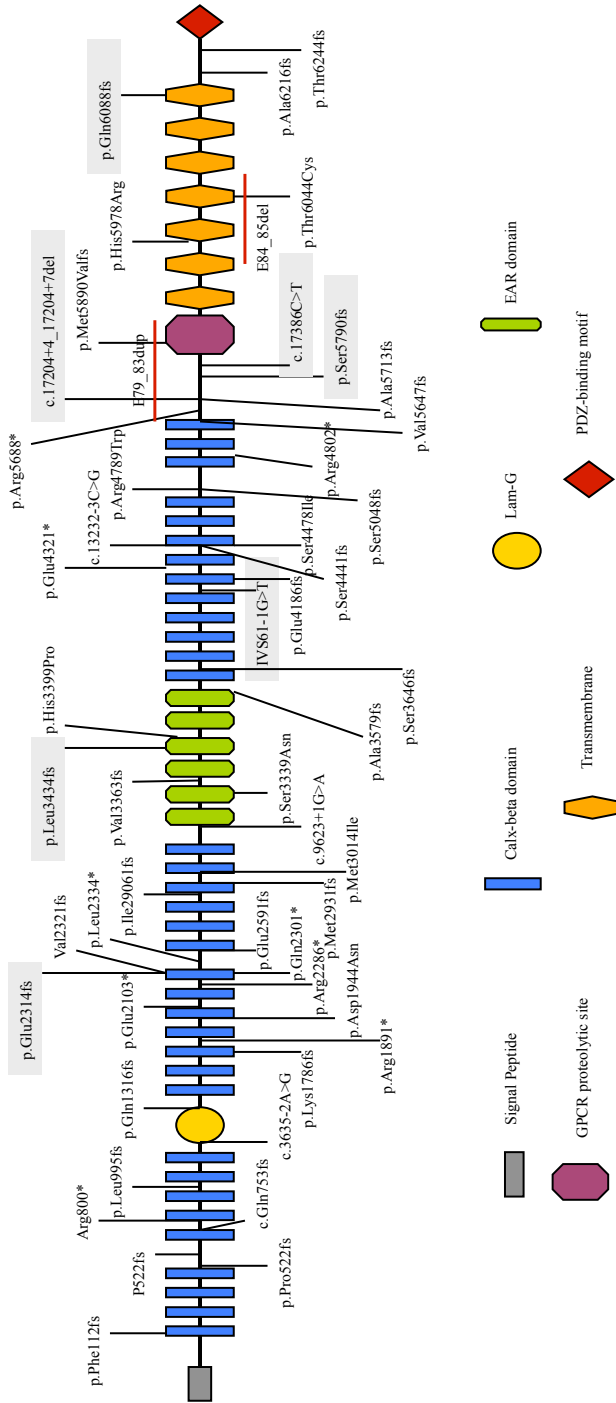 p.Phe112fs
P522fs
Arg800*
p.Leu995fs
p.Gln1316fs
p.Glu2314fs
p.Glu2103*
Val2321fs
p.Leu2334*
p.Ile29061fs
p.Leu3434fs
p.Val3363fs
p.His3399Pro
p.Glu4321*
c.13232-3C>G
p.Arg4789Trp
p.Arg5688*
c.17204+4_17204+7del
E79_83dup
p.Met5890Valfs
p.His5978Arg
p.Gln6088fs
p.Pro522fs
c.Gln753fs
c.3635-2A>G
p.Lys1786fs
p.Arg1891*
p.Asp1944Asn
p.Arg2286*
p.Gln2301*
p.Glu2591fs
p.Met2931fs
p.Met3014Ile
c.9623+1G>A
p.Ser3339Asn
p.Ala3579fs
p.Ser3646fs
IVS61-1G>T
p.Glu4186fs
p.Ser4441fs
p.Ser4478Ile
p.Ser5048fs
p.Arg4802*
p.Val5647fs
p.Ala5713fs
p.Ser5790fs
c.17386C>T
E84_85del
p.Thr6044Cys
p.Ala6216fs
p.Thr6244fs
Signal Peptide
Calx-beta domain
Lam-G
EAR domain
GPCR proteolytic site
Transmembrane
PDZ-binding motif